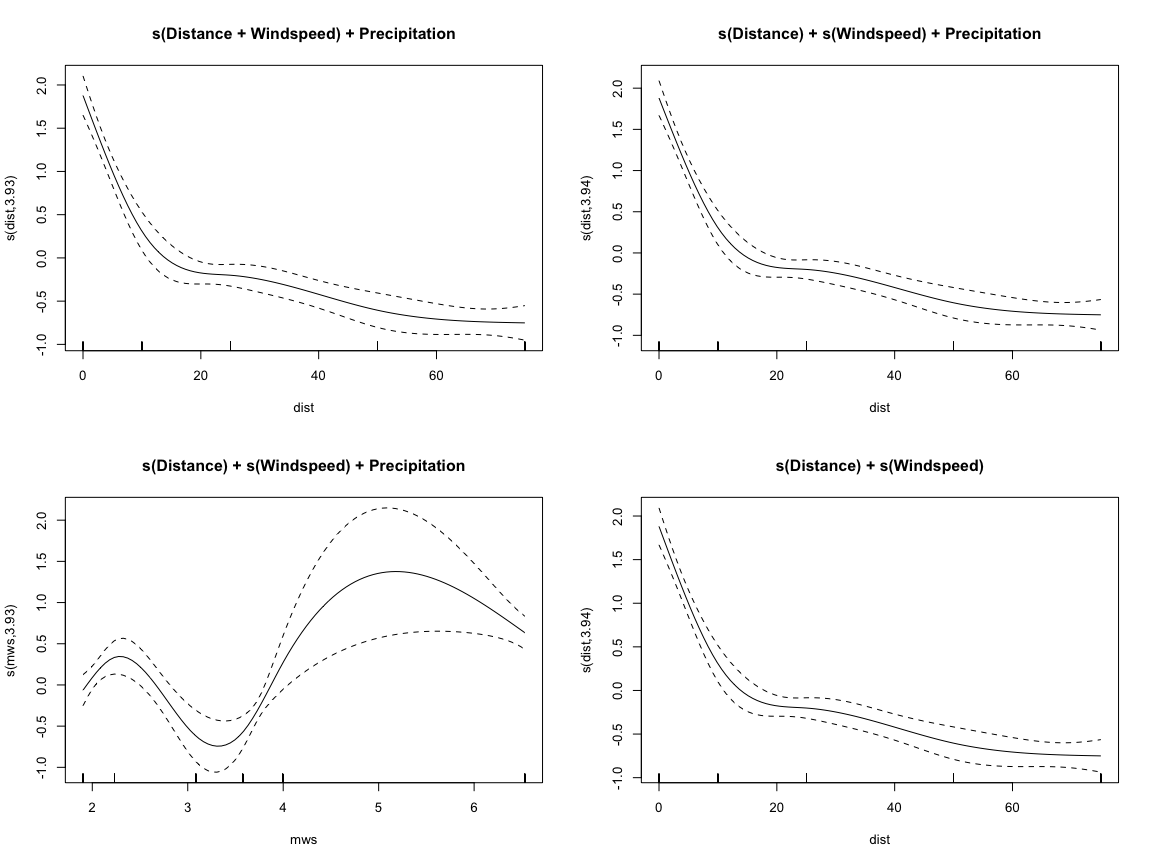 s(Distance + Windspeed) + Precipitation
s(dist,3.93)
2.0
1.5
1.0
0.5
0.0
-0.5
-1.0
0 20 40 60
dist
s(Distance) + s(Windspeed) + Precipitation
s(dist,3.94)
2.0
1.5
1.0
0.5
0.0
-0.5
-1.0
0 20 40 60
dist
s(Distance) + s(Windspeed) + Precipitation
s(mws,3.93)
2.0
1.5
1.0
0.5
0.0
-0.5
-1.0
2 3 4 5 6
mws
s(Distance) + s(Windspeed)
s(dist,3.94)
2.0
1.5
1.0
0.5
0.0
-0.5
-1.0
0 20 40 60
dist